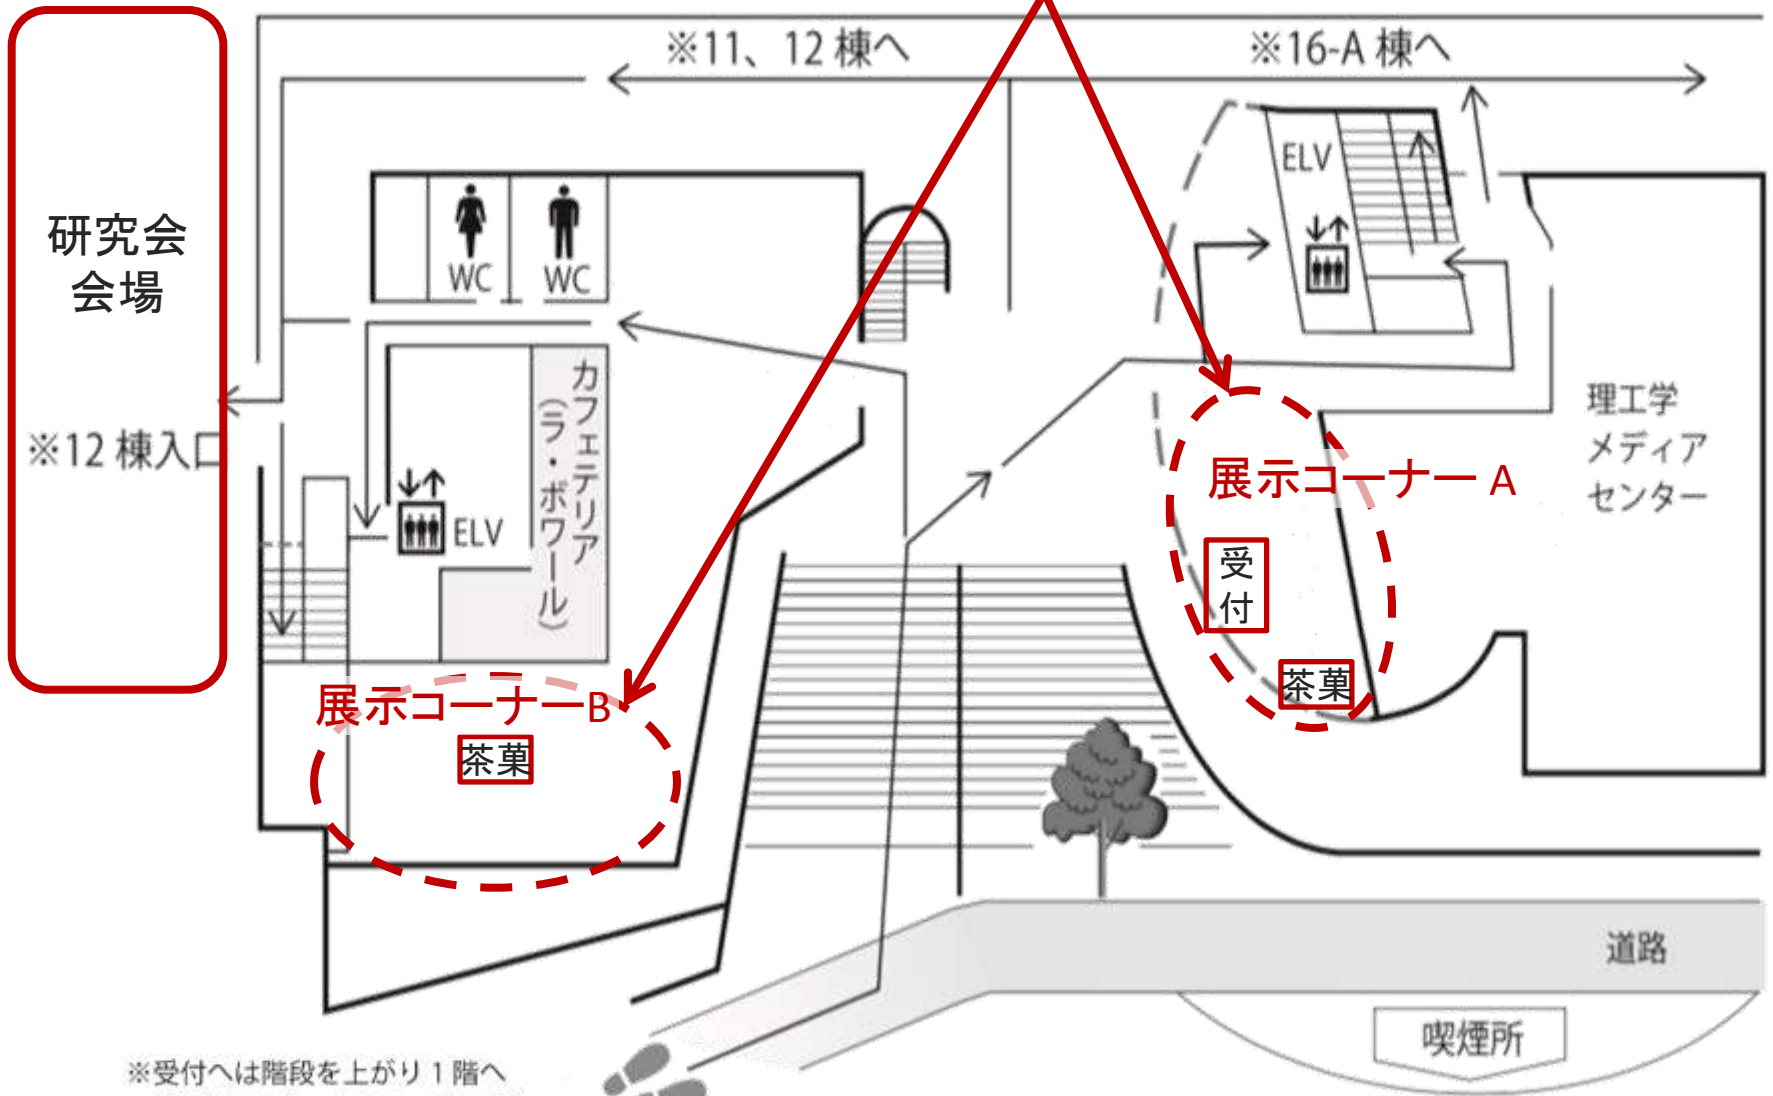 ※11、12 棟へ
※16-A 棟へ
研究会
会場
WC
WC
ELV
※12 棟入口
カフェテリア
（ラ・ボワール）
ELV
理工学
メディア
センター
展示コーナー A
受
付
茶菓
展示コーナーB
茶菓
道路
喫煙所
※受付へは階段を上がり 1 階へ